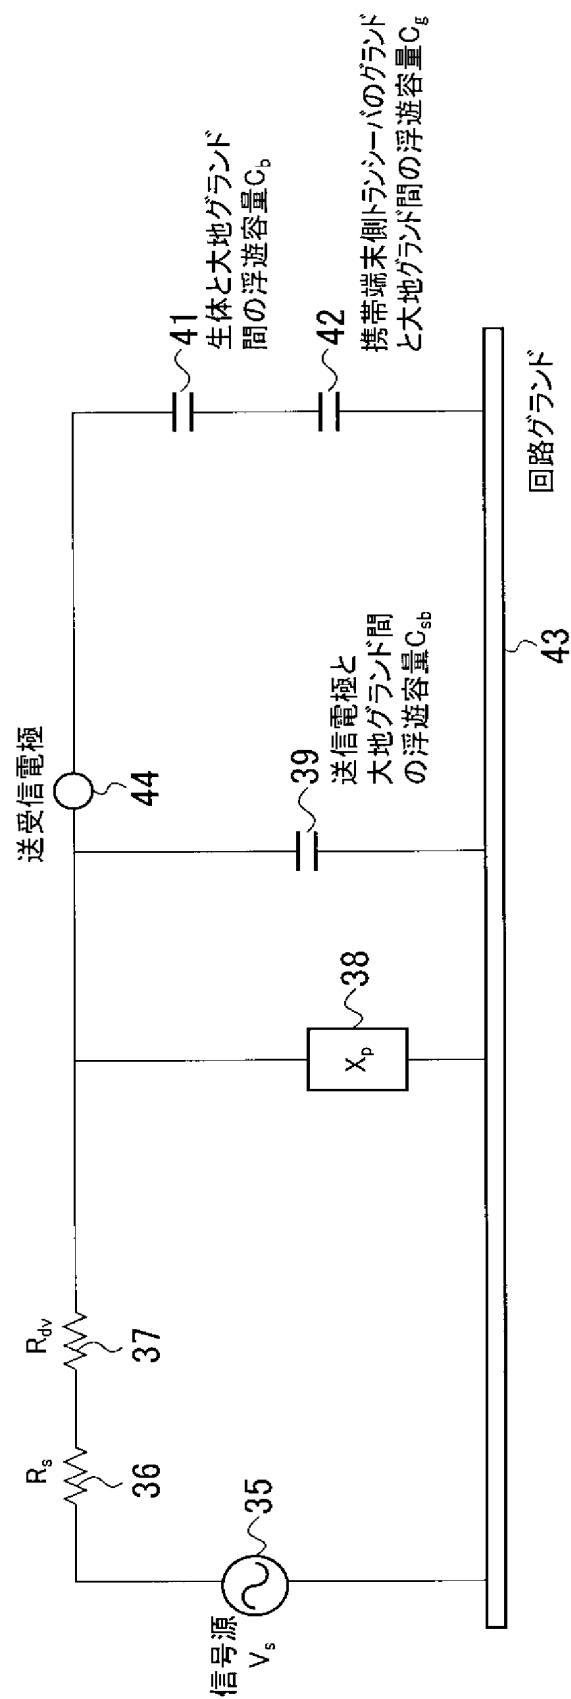 信号源
Vs
35
Rs
36
Rdv
37
Xp
38
送受信電極
44
39
送信電極と
大地グランド間
の浮遊容量Csb
41
生体と大地グランド
間の浮遊容量Cb
42
携帯端末側トランシーバのグランド
と大地グランド間の浮遊容量Cg
43
回路グランド